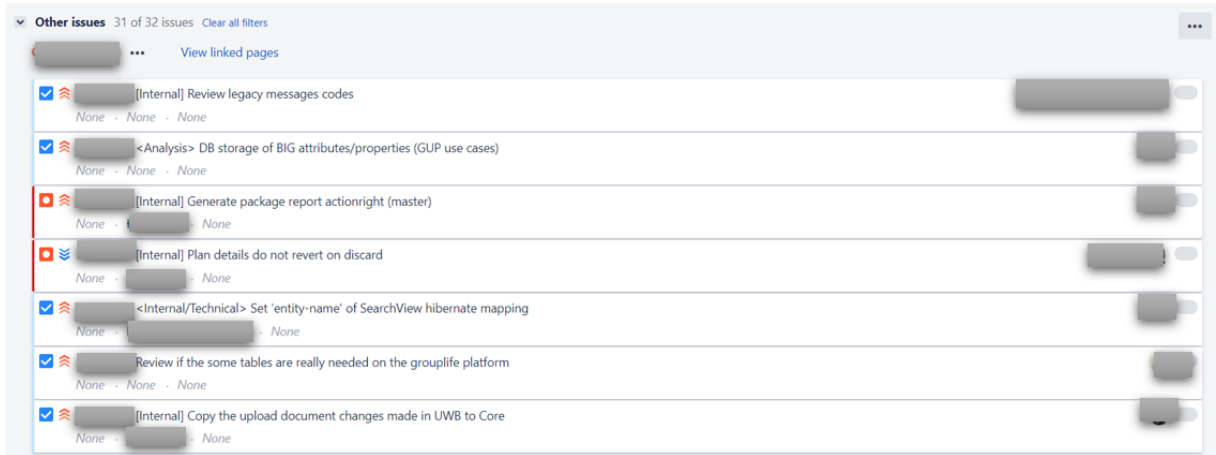 Other issues 31 of 32 issues Clear all filters
View linked pages
[Internal] Review legacy messages codes
None · None · None
<Analysis> DB storage of BIG attributes/properties (GUP use cases)
None · None · None
[Internal] Generate package report actionright (master)
None · · None
[Internal] Plan details do not revert on discard
None · · None
<Internal/Technical> Set 'entity-name' of SearchView hibernate mapping
None · · None
Review if the some tables are really needed on the grouplife platform
None · None · None
[Internal] Copy the upload document changes made in UWB to Core
None · · None